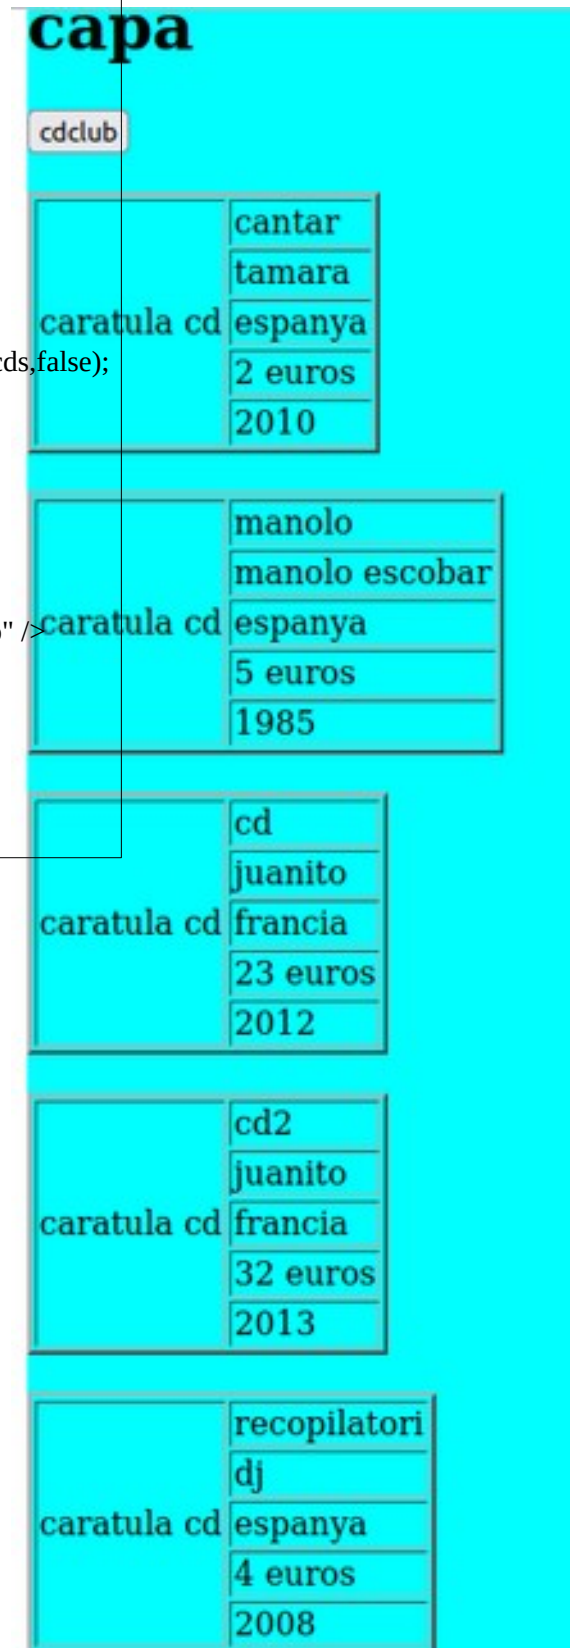 capa
cdclub
cantar
tamara
caratula cd espanya
cds,false);
2 euros
2010
manolo
manolo escobar
" />
caratula cd espanya
5 euros
1985
cd
juanito
caratula cd francia
23 euros
2012
cd2
juanito
caratula cd francia
32 euros
2013
recopilatori
dj
caratula cd espanya
4 euros
2008